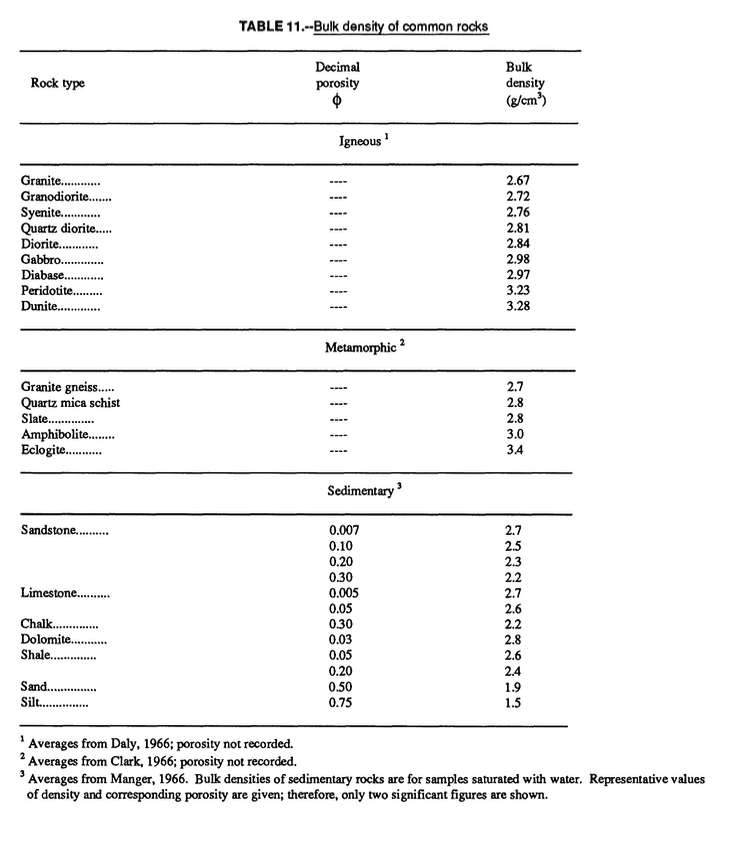 TABLE 11.--Bulk density of common rocks
Rock type Decimal porosity ϕ Bulk density (g/cm³)
Igneous ¹
Granite............ ---- 2.67
Granodiorite....... ---- 2.72
Syenite............ ---- 2.76
Quartz diorite..... ---- 2.81
Diorite............ ---- 2.84
Gabbro............. ---- 2.98
Diabase............ ---- 2.97
Peridotite......... ---- 3.23
Dunite............. ---- 3.28
Metamorphic ²
Granite gneiss..... ---- 2.7
Quartz mica schist ---- 2.8
Slate.............. ---- 2.8
Amphibolite........ ---- 3.0
Eclogite........... ---- 3.4
Sedimentary ³
Sandstone.......... 0.007 2.7
0.10 2.5
0.20 2.3
0.30 2.2
Limestone.......... 0.005 2.7
0.05 2.6
Chalk.............. 0.30 2.2
Dolomite........... 0.03 2.8
Shale.............. 0.05 2.6
0.20 2.4
Sand............... 0.50 1.9
Silt............... 0.75 1.5
¹ Averages from Daly, 1966; porosity not recorded.
² Averages from Clark, 1966; porosity not recorded.
³ Averages from Manger, 1966. Bulk densities of sedimentary rocks are for samples saturated with water. Representative values
of density and corresponding porosity are given; therefore, only two significant figures are shown.